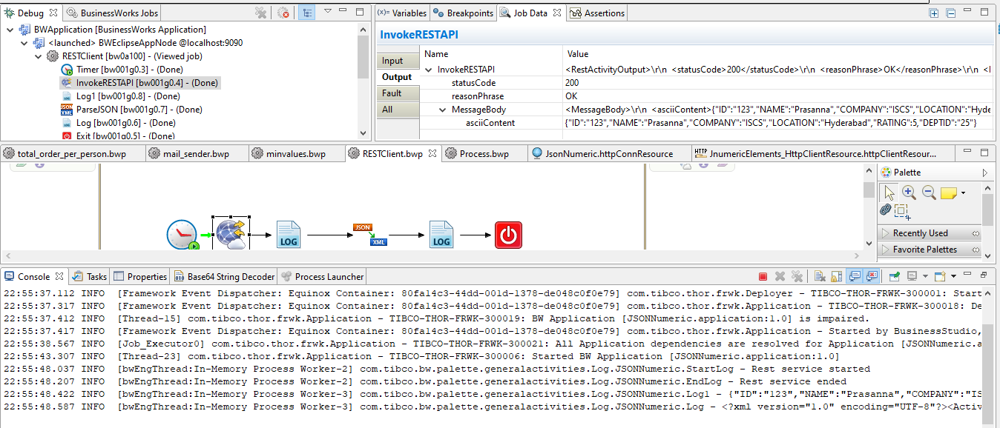 Debug
BusinessWorks Jobs
BWApplication [BusinessWorks Application]
<launched> BWEclipseAppNode @localhost:9090
RESTClient [bw0a100] - (Viewed job)
Timer [bw001g0.3] - (Done)
InvokeRESTAPI [bw001g0.4] - (Done)
Log1 [bw001g0.8] - (Done)
ParseJSON [bw001g0.7] - (Done)
Log [bw001g0.6] - (Done)
Exit [bw001g0.5] - (Done)
(x)= Variables
Breakpoints
Job Data
Assertions
InvokeRESTAPI
Input
Output
Fault
All
Name Value
InvokeRESTAPI <RestActivityOutput>\r\n <statusCode>200</statusCode>\r\n <reasonPhrase>OK</reasonPhrase>\r\n
statusCode 200
reasonPhrase OK
MessageBody <MessageBody>\r\n <asciiContent>{"ID":"123","NAME":"Prasanna","COMPANY":"ISCS","LOCATION":"Hyde
asciiContent {"ID":"123","NAME":"Prasanna","COMPANY":"ISCS","LOCATION":"Hyderabad","RATING":5,"DEPTID":"25"}
total_order_per_person.bwp
mail_sender.bwp
minvalues.bwp
RESTClient.bwp
Process.bwp
JsonNumeric.httpConnResource
HTTP JnumericElements_HttpClientResource.httpClientResour...
LOG
JSON
XML
LOG
Palette
Recently Used
Favorite Palettes
Console
Tasks
Properties
Base64 String Decoder
Process Launcher
22:55:37.112 INFO [Framework Event Dispatcher: Equinox Container: 80fa14c3-44dd-001d-1378-de048c0f0e79] com.tibco.thor.frwk.Deployer - TIBCO-THOR-FRWK-300001: Start
22:55:37.317 INFO [Framework Event Dispatcher: Equinox Container: 80fa14c3-44dd-001d-1378-de048c0f0e79] com.tibco.thor.frwk.Application - TIBCO-THOR-FRWK-300018: De
22:55:37.412 INFO [Thread-15] com.tibco.thor.frwk.Application - TIBCO-THOR-FRWK-300019: BW Application [JSONNumeric.application:1.0] is impaired.
22:55:37.417 INFO [Framework Event Dispatcher: Equinox Container: 80fa14c3-44dd-001d-1378-de048c0f0e79] com.tibco.thor.frwk.Application - Started by BusinessStudio,
22:55:38.567 INFO [Job_Executor0] com.tibco.thor.frwk.Application - TIBCO-THOR-FRWK-300021: All Application dependencies are resolved for Application [JSONNumeric.a
22:55:43.307 INFO [Thread-23] com.tibco.thor.frwk.Application - TIBCO-THOR-FRWK-300006: Started BW Application [JSONNumeric.application:1.0]
22:55:48.037 INFO [bwEngThread:In-Memory Process Worker-2] com.tibco.bw.palette.generalactivities.Log.JSONNumeric.StartLog - Rest service started
22:55:48.207 INFO [bwEngThread:In-Memory Process Worker-2] com.tibco.bw.palette.generalactivities.Log.JSONNumeric.EndLog - Rest service ended
22:55:48.422 INFO [bwEngThread:In-Memory Process Worker-3] com.tibco.bw.palette.generalactivities.Log.JSONNumeric.Log1 - {"ID":"123","NAME":"Prasanna","COMPANY":"IS
22:55:48.587 INFO [bwEngThread:In-Memory Process Worker-3] com.tibco.bw.palette.generalactivities.Log.JSONNumeric.Log - <?xml version="1.0" encoding="UTF-8"?><Activ